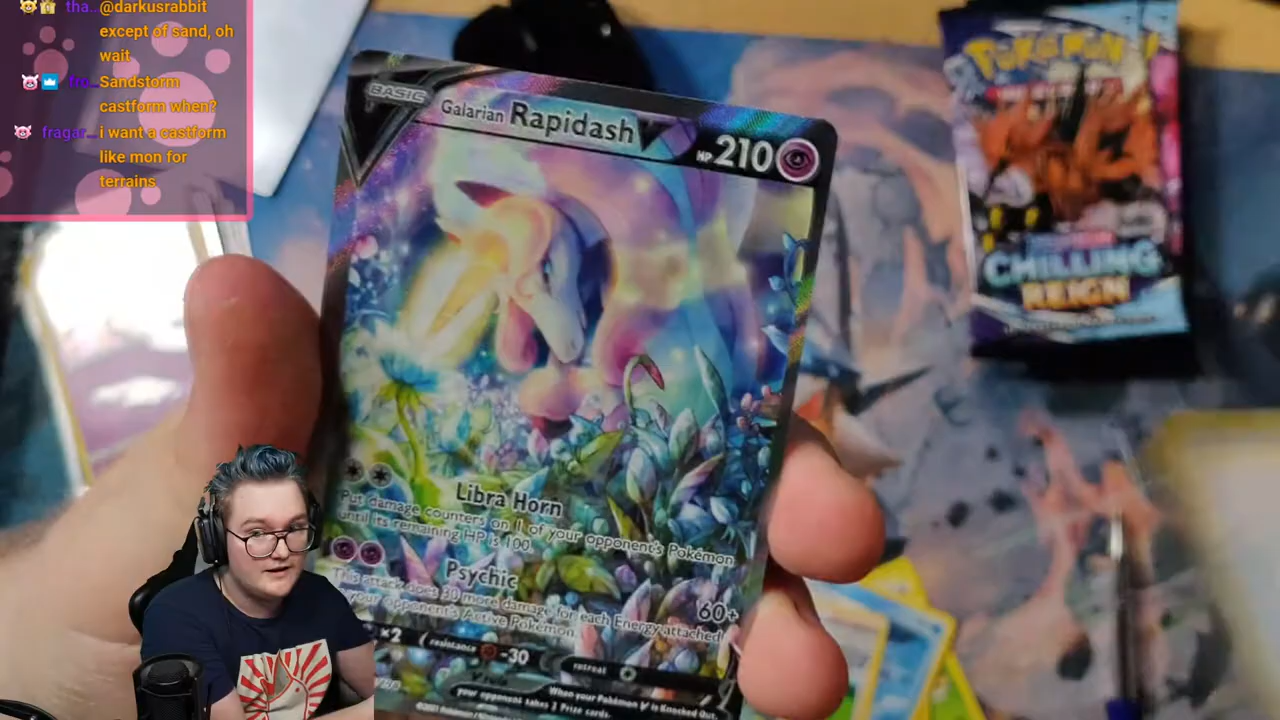 tha.. @darkusrabbit
except of sand, oh
wait
fro.. Sandstorm
castform when?
fragar... i want a castform
like mon for
terrains
BASIC
Galarian Rapidash V HP 210
Libra Horn
Put damage counters on 1 of your opponent's Pokémon
until its remaining HP is 100.
Psychic 60+
This attack does 30 more damage for each Energy attached
your Opponent's Active Pokémon.
×2 resistance -30 retreat
When your Pokémon V is Knocked Out,
your opponent takes 2 Prize cards.
POKÉMON
CHILLING
REIGN